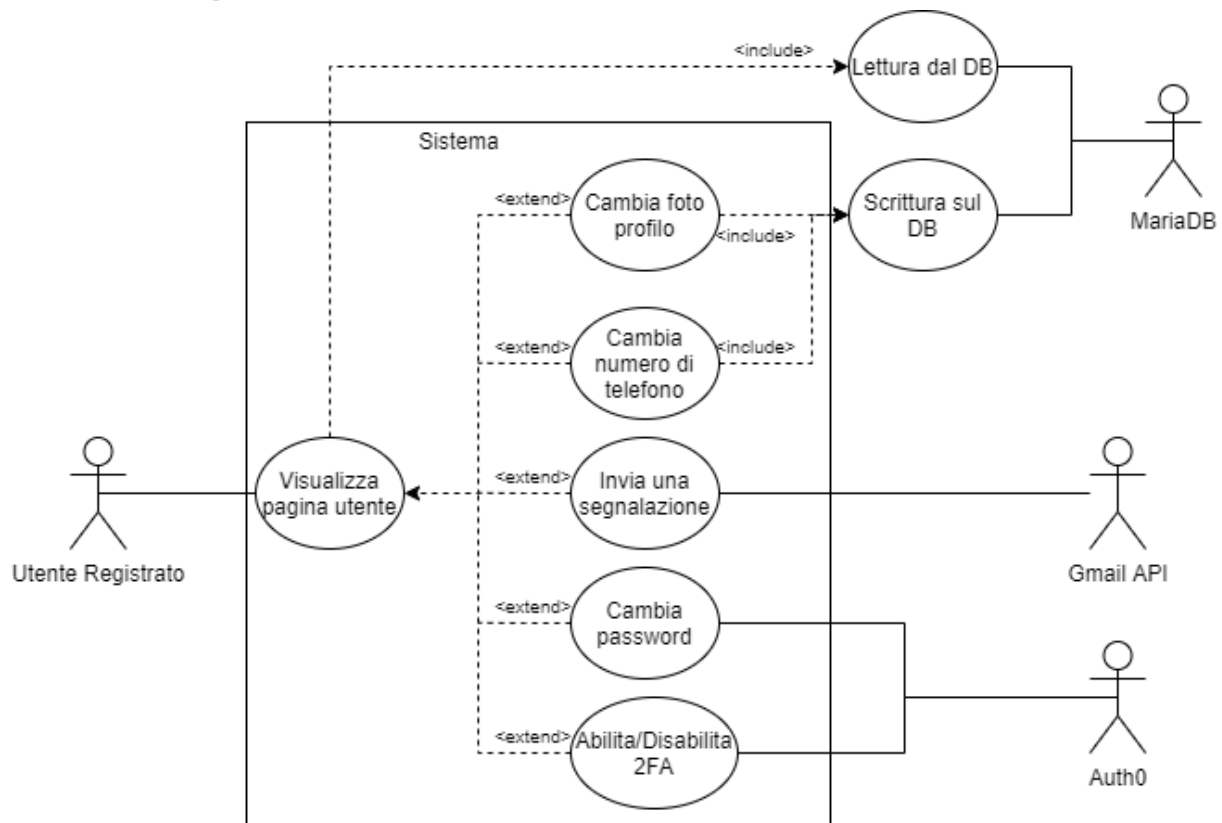 <include>
Lettura dal DB
Sistema
<extend>
Cambia foto
profilo
<include>
Scrittura sul
DB
MariaDB
<extend>
Cambia
numero di
telefono
<include>
Utente Registrato
Visualizza
pagina utente
<extend>
Invia una
segnalazione
Gmail API
<extend>
Cambia
password
<extend>
Abilita/Disabilita
2FA
Auth0